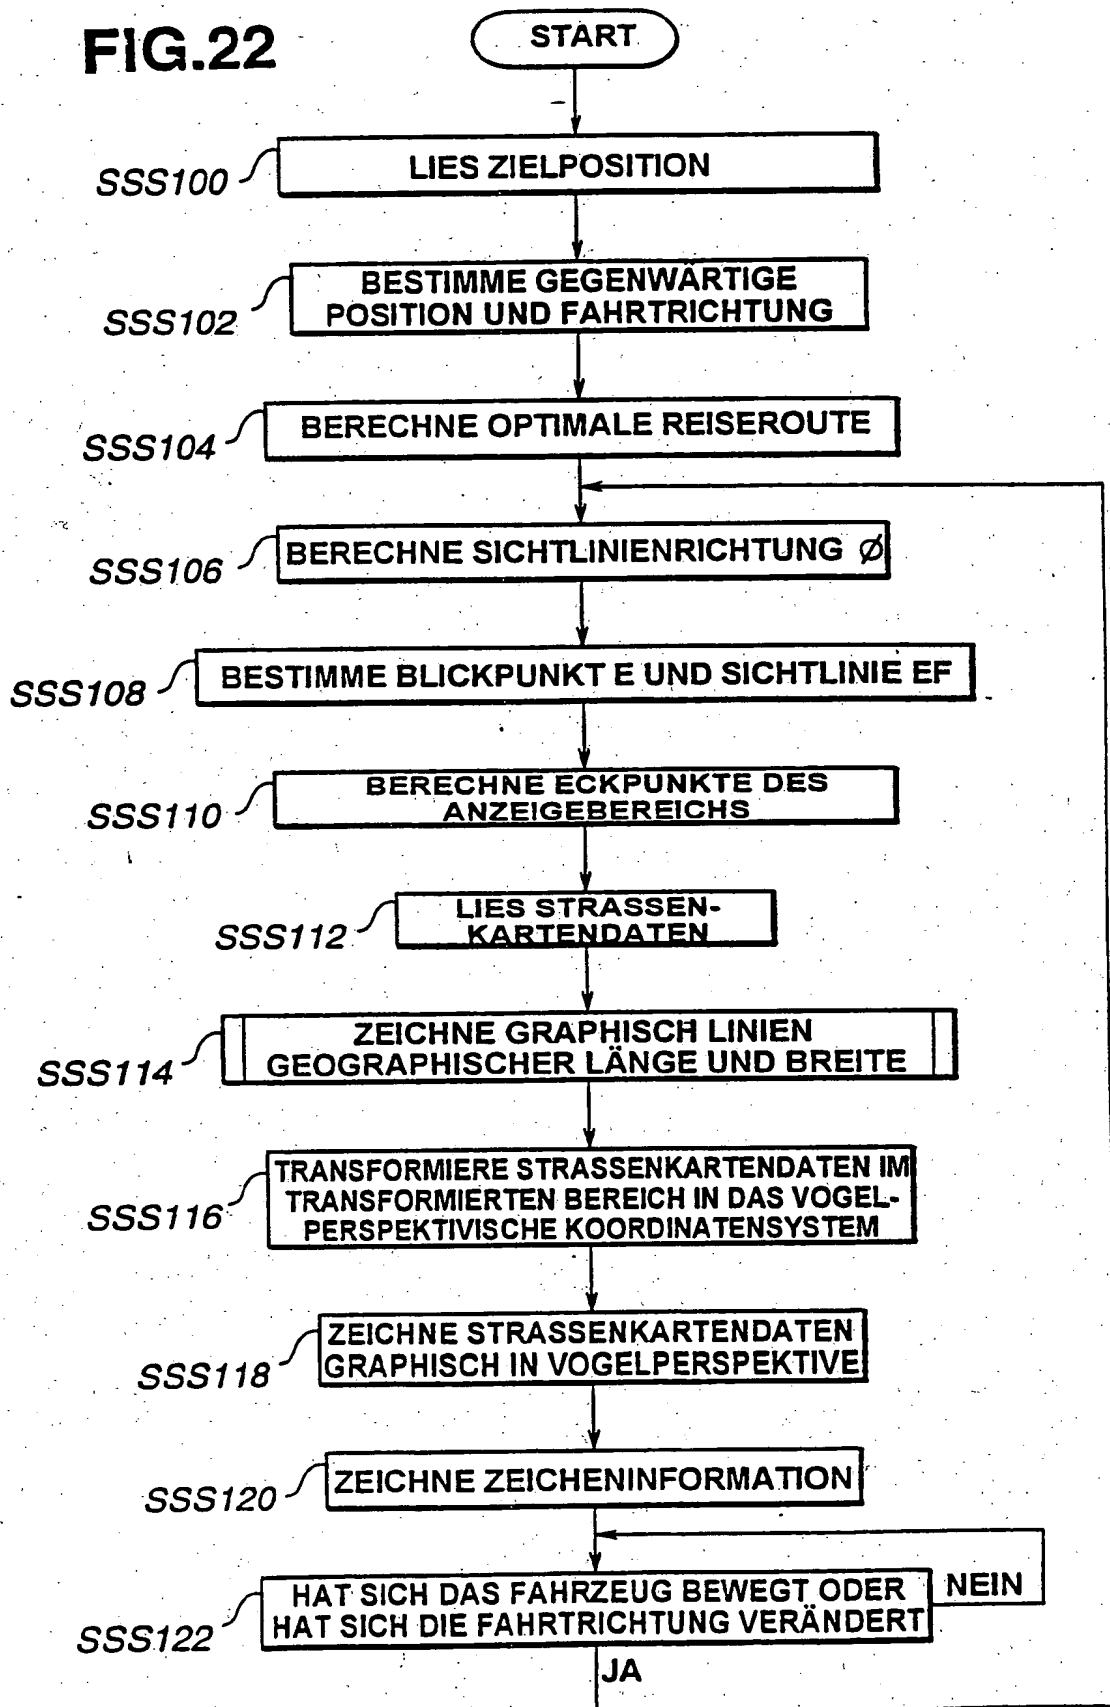 FIG.22
START
SSS100
LIES ZIELPOSITION
SSS102
BESTIMME GEGENWÄRTIGE
POSITION UND FAHRTRICHTUNG
SSS104
BERECHNE OPTIMALE REISEROUTE
SSS106
BERECHNE SICHTLINIENRICHTUNG ∅
SSS108
BESTIMME BLICKPUNKT E UND SICHTLINIE EF
SSS110
BERECHNE ECKPUNKTE DES
ANZEIGEBEREICHS
SSS112
LIES STRASSEN-
KARTENDATEN
SSS114
ZEICHNE GRAPHISCH LINIEN
GEOGRAPHISCHER LÄNGE UND BREITE
SSS116
TRANSFORMIERE STRASSENKARTENDATEN IM
TRANSFORMIERTEN BEREICH IN DAS VOGEL-
PERSPEKTIVISCHE KOORDINATENSYSTEM
SSS118
ZEICHNE STRASSENKARTENDATEN
GRAPHISCH IN VOGELPERSPEKTIVE
SSS120
ZEICHNE ZEICHENINFORMATION
SSS122
HAT SICH DAS FAHRZEUG BEWEGT ODER
HAT SICH DIE FAHRTRICHTUNG VERÄNDERT
NEIN
JA